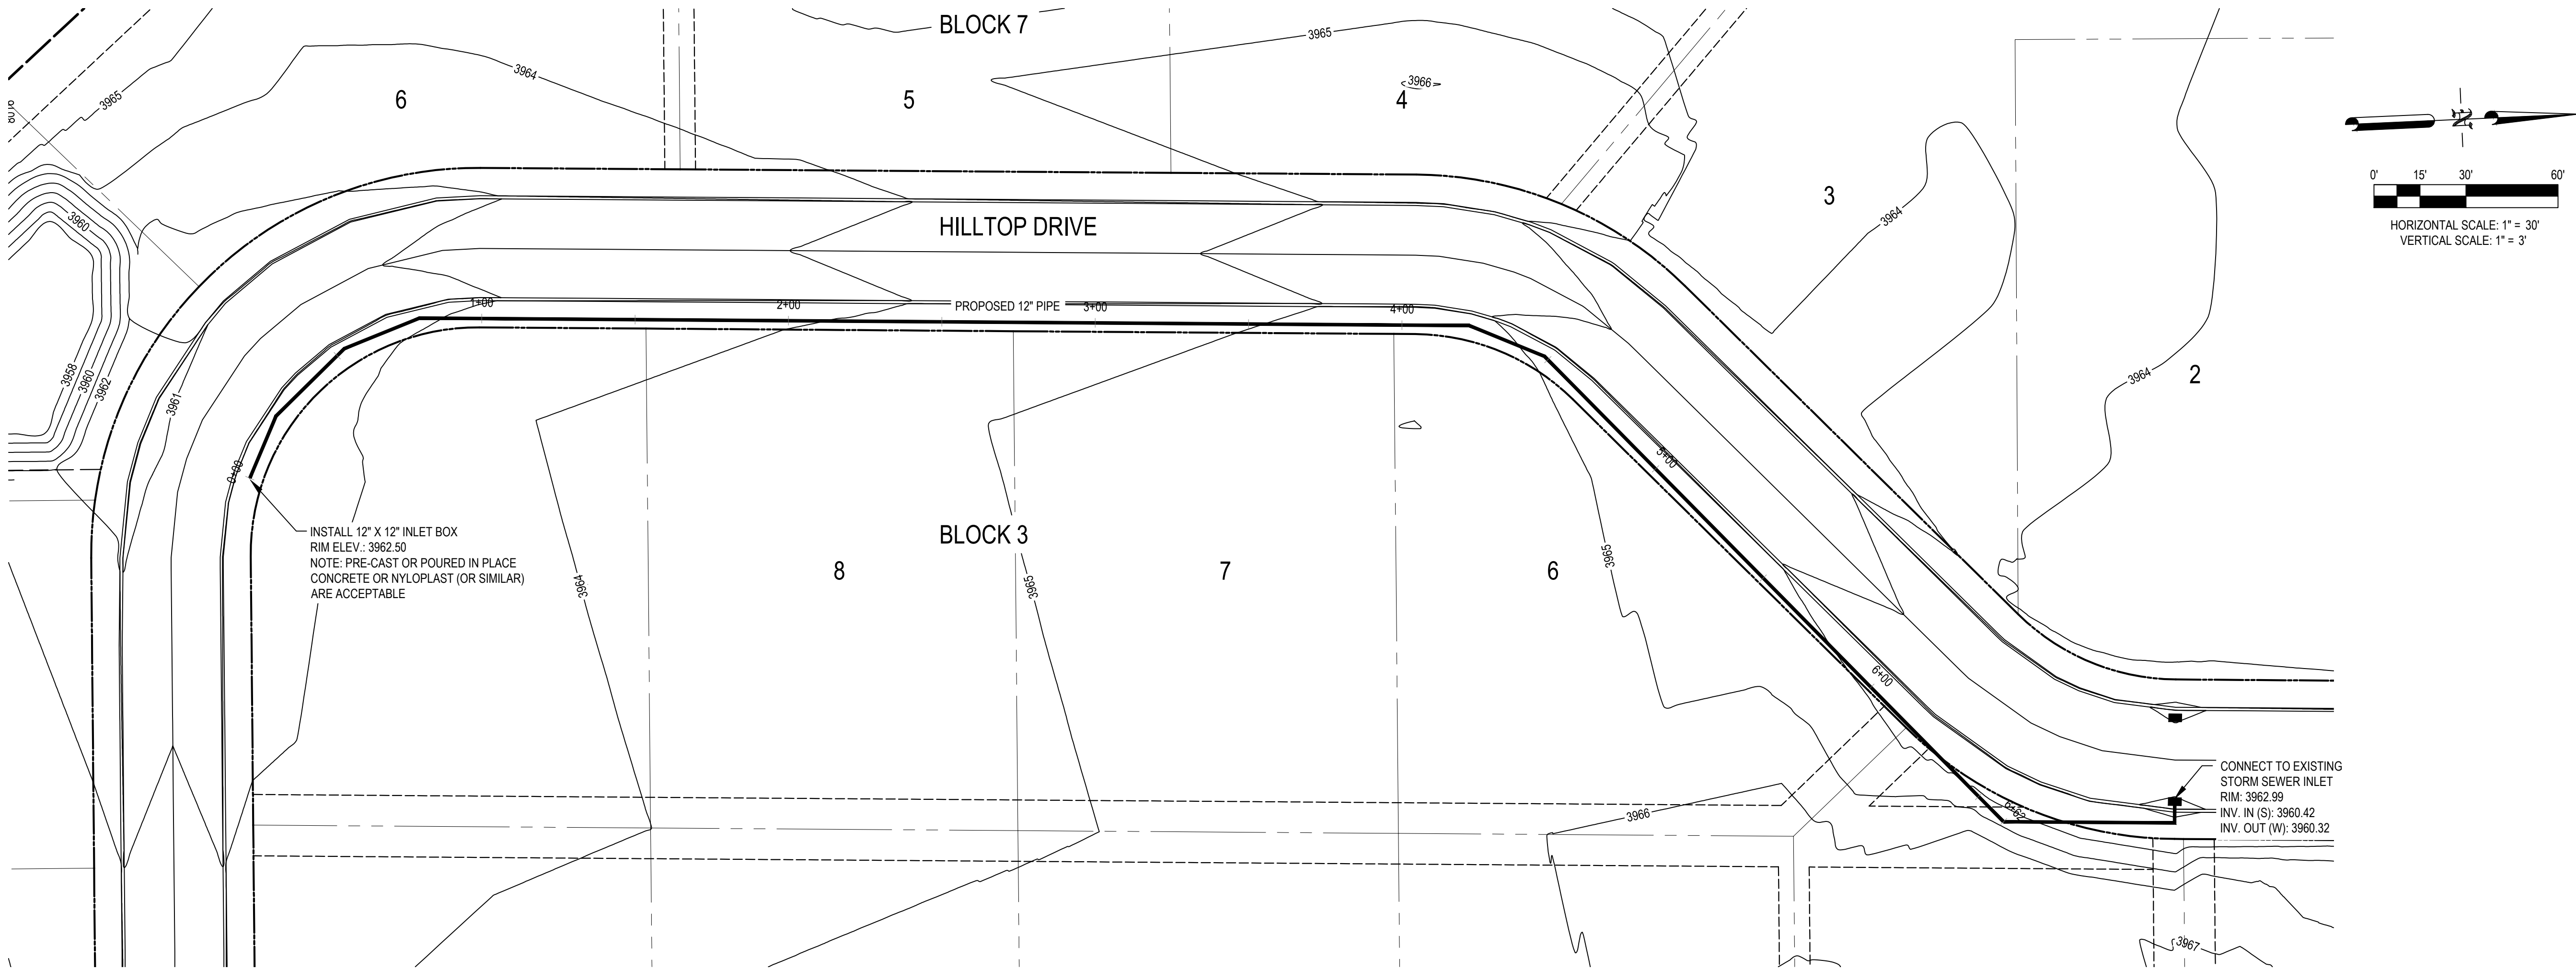 BLOCK 7
3965
3964
3965
3966
6
5
4
3
N
0' 15' 30' 60'
HORIZONTAL SCALE: 1" = 30'
VERTICAL SCALE: 1" = 3'
3960
3964
HILLTOP DRIVE
1+00
2+00
PROPOSED 12" PIPE
3+00
4+00
3958
3960
3962
3961
3964
2
0+00
5+00
INSTALL 12" X 12" INLET BOX
RIM ELEV.: 3962.50
NOTE: PRE-CAST OR POURED IN PLACE
CONCRETE OR NYLOPLAST (OR SIMILAR)
ARE ACCEPTABLE
BLOCK 3
3964
8
3965
7
6
3965
6+00
CONNECT TO EXISTING
STORM SEWER INLET
RIM: 3962.99
INV. IN (S): 3960.42
INV. OUT (W): 3960.32
6+62
3966
3967